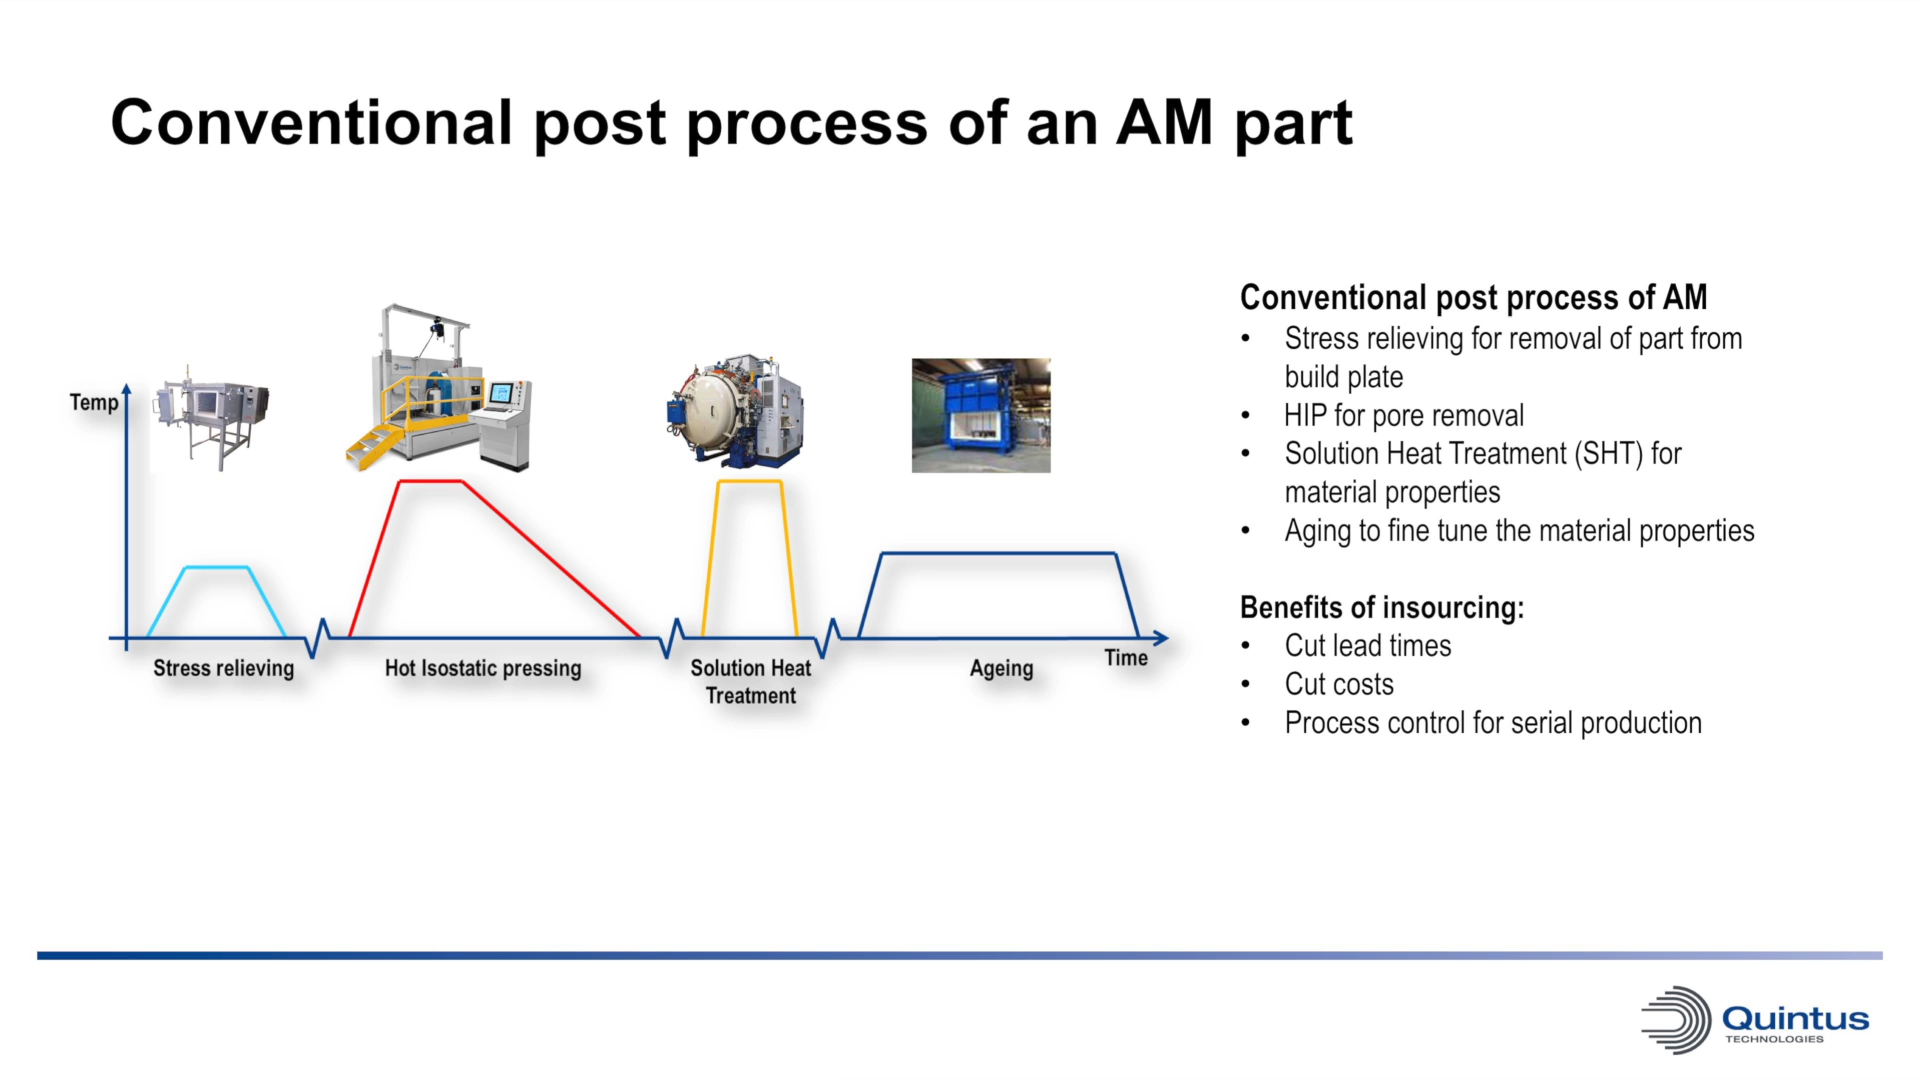 Conventional post process of an AM part
Temp
Stress relieving
Hot Isostatic pressing
Solution Heat
Treatment
Ageing
Time
Conventional post process of AM
• Stress relieving for removal of part from
build plate
• HIP for pore removal
• Solution Heat Treatment (SHT) for
material properties
• Aging to fine tune the material properties
Benefits of insourcing:
• Cut lead times
• Cut costs
• Process control for serial production
Quintus
TECHNOLOGIES